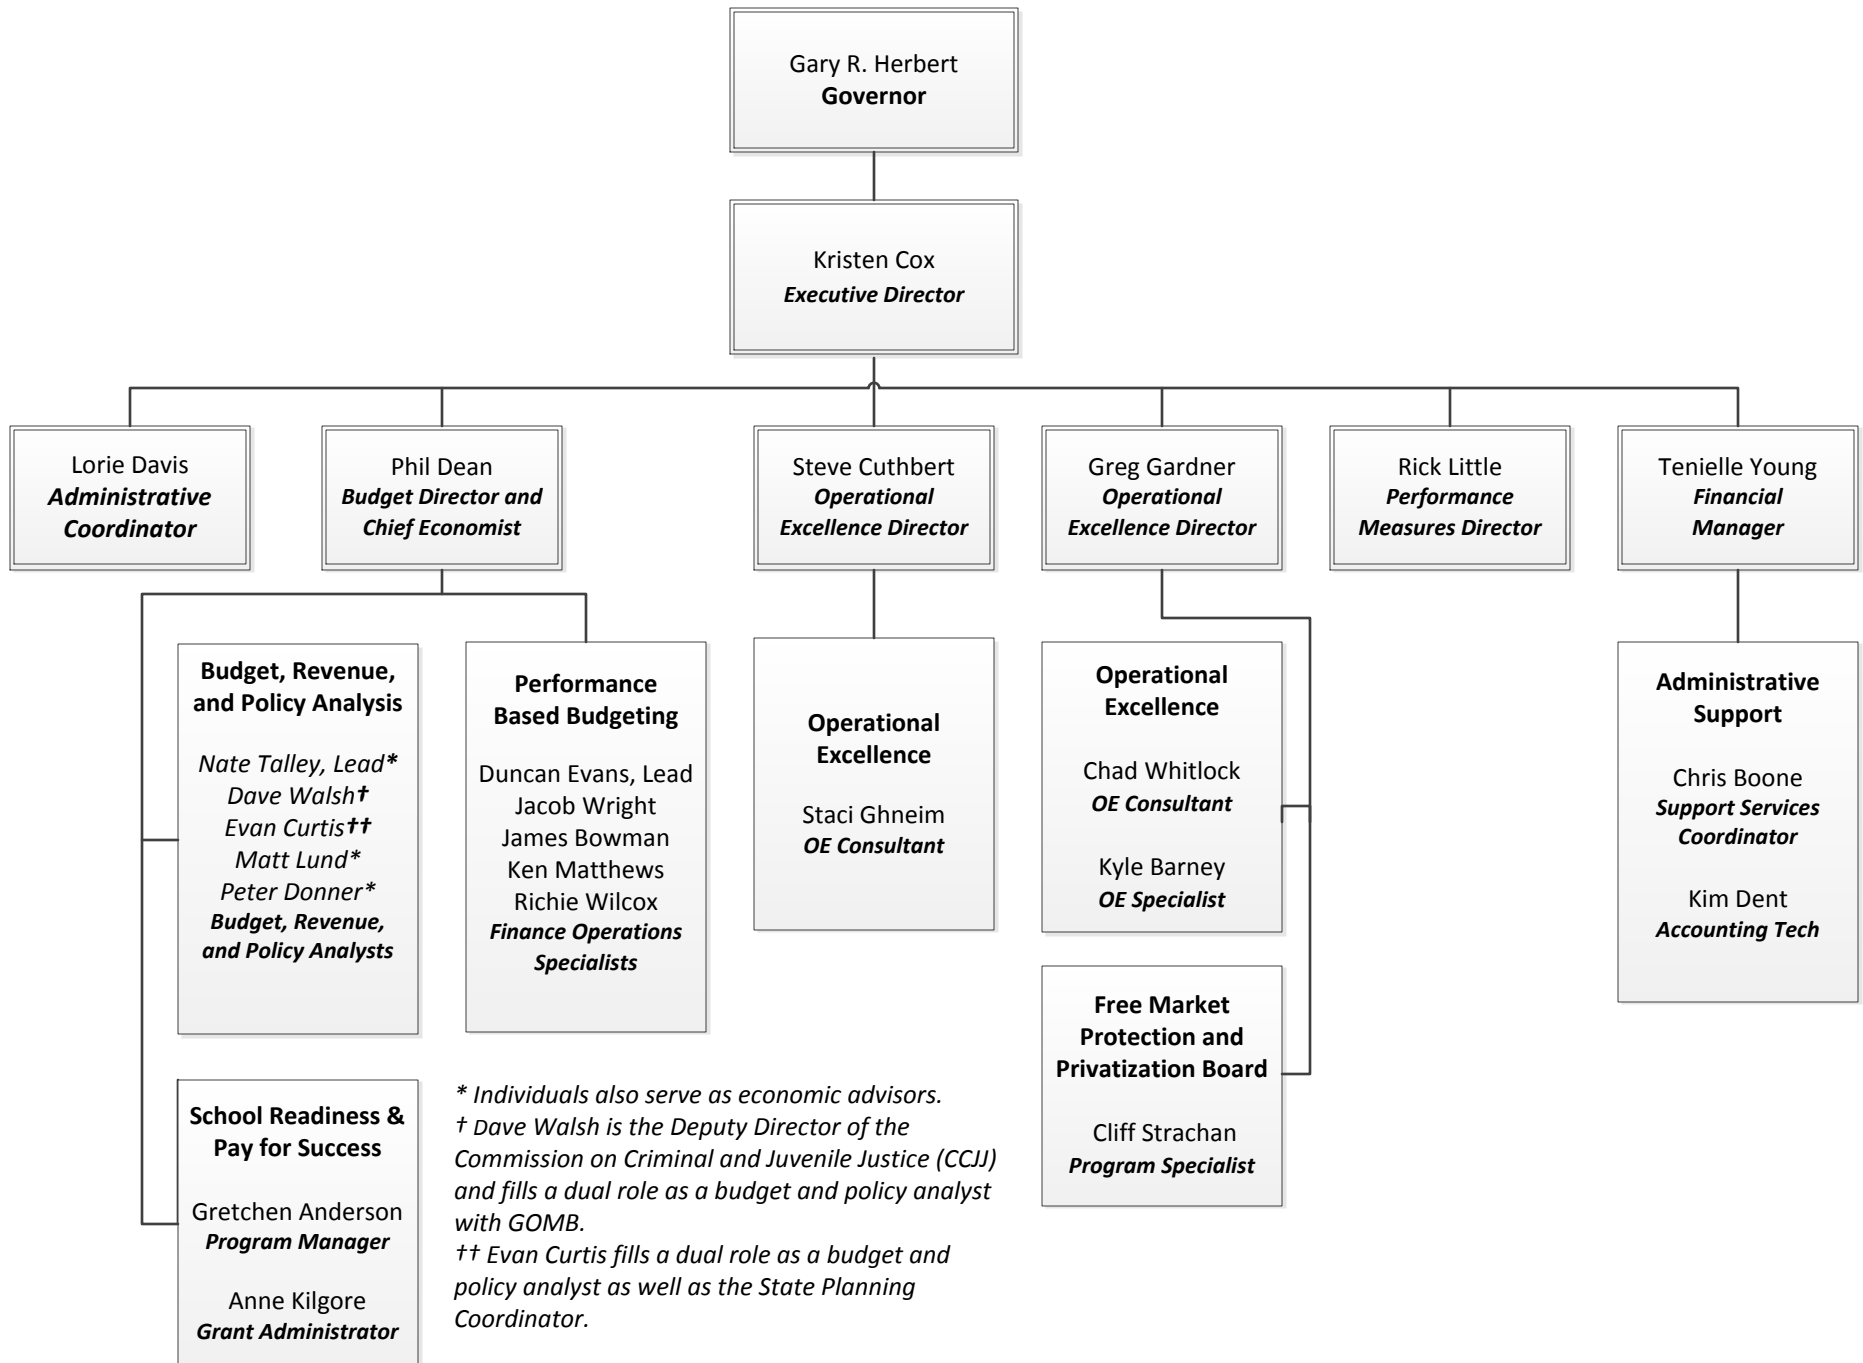 Gary R. Herbert
Governor
Kristen Cox
Executive Director
Lorie Davis
Administrative
Coordinator
Phil Dean
Budget Director and
Chief Economist
Steve Cuthbert
Operational
Excellence Director
Greg Gardner
Operational
Excellence Director
Rick Little
Performance
Measures Director
Tenielle Young
Financial
Manager
Budget, Revenue,
and Policy Analysis
Nate Talley, Lead*
Dave Walsh†
Evan Curtis††
Matt Lund*
Peter Donner*
Budget, Revenue,
and Policy Analysts
Performance
Based Budgeting
Duncan Evans, Lead
Jacob Wright
James Bowman
Ken Matthews
Richie Wilcox
Finance Operations
Specialists
Operational
Excellence
Staci Ghneim
OE Consultant
Operational
Excellence
Chad Whitlock
OE Consultant
Kyle Barney
OE Specialist
Administrative
Support
Chris Boone
Support Services
Coordinator
Kim Dent
Accounting Tech
Free Market
Protection and
Privatization Board
Cliff Strachan
Program Specialist
School Readiness &
Pay for Success
Gretchen Anderson
Program Manager
Anne Kilgore
Grant Administrator
* Individuals also serve as economic advisors.
† Dave Walsh is the Deputy Director of the
Commission on Criminal and Juvenile Justice (CCJJ)
and fills a dual role as a budget and policy analyst
with GOMB.
†† Evan Curtis fills a dual role as a budget and
policy analyst as well as the State Planning
Coordinator.